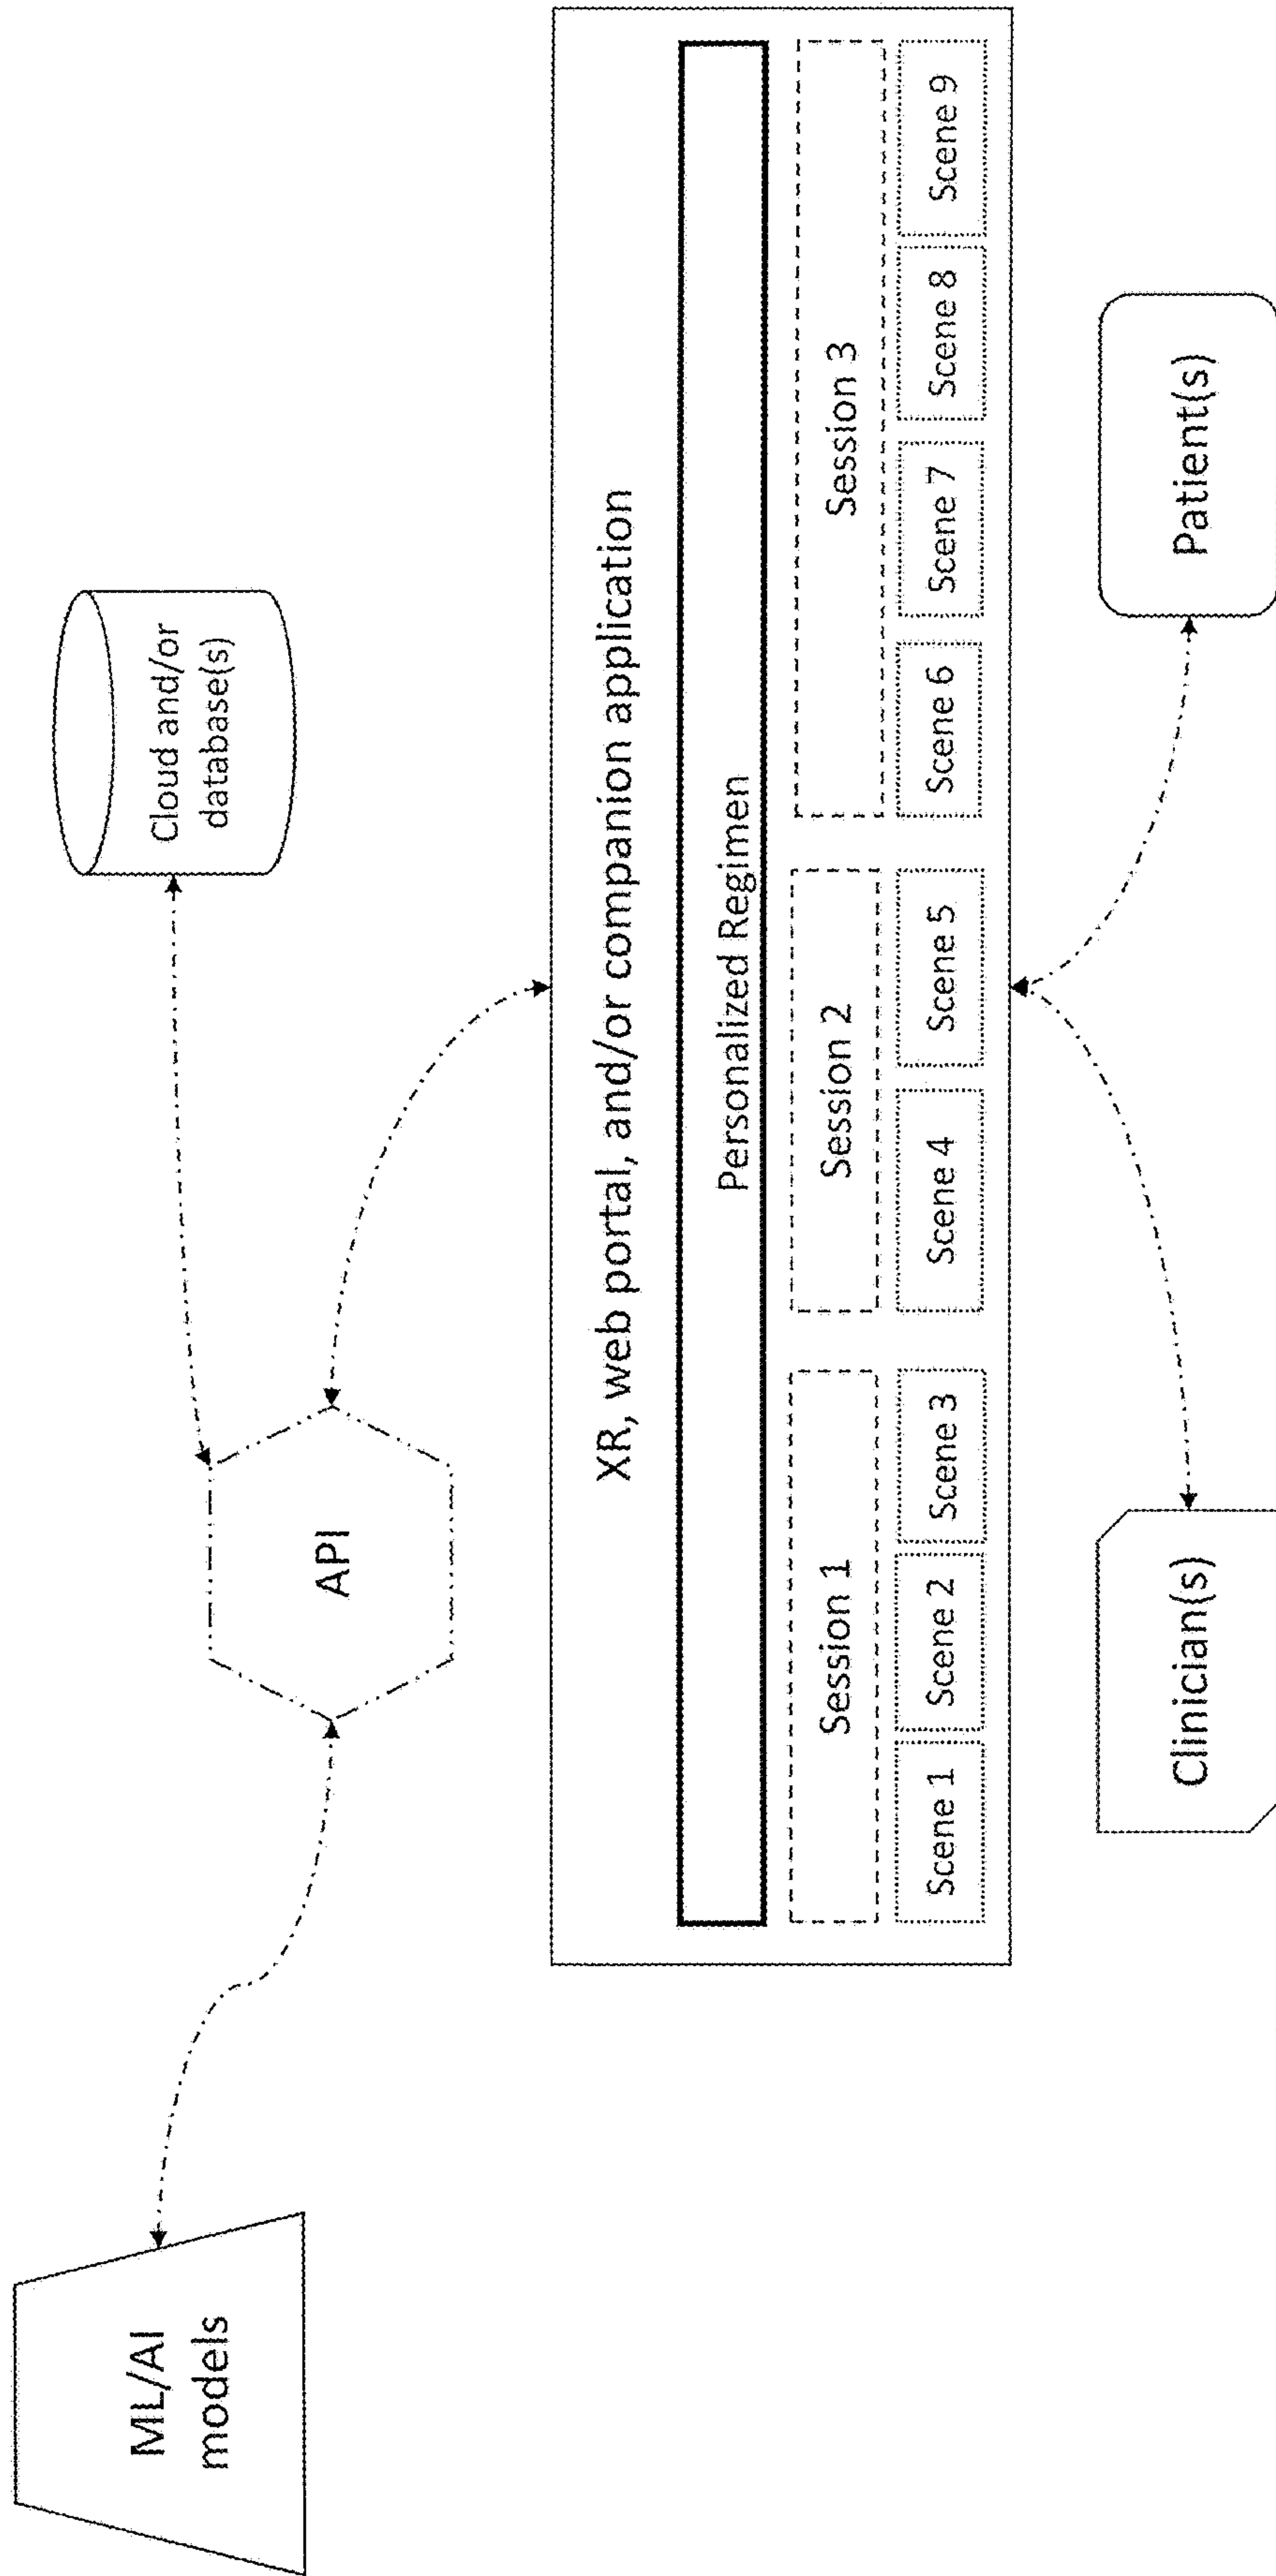 ML/AI
models
API
Cloud and/or
database(s)
XR, web portal, and/or companion application
Personalized Regimen
Session 1
Session 2
Session 3
Scene 1
Scene 2
Scene 3
Scene 4
Scene 5
Scene 6
Scene 7
Scene 8
Scene 9
Clinician(s)
Patient(s)